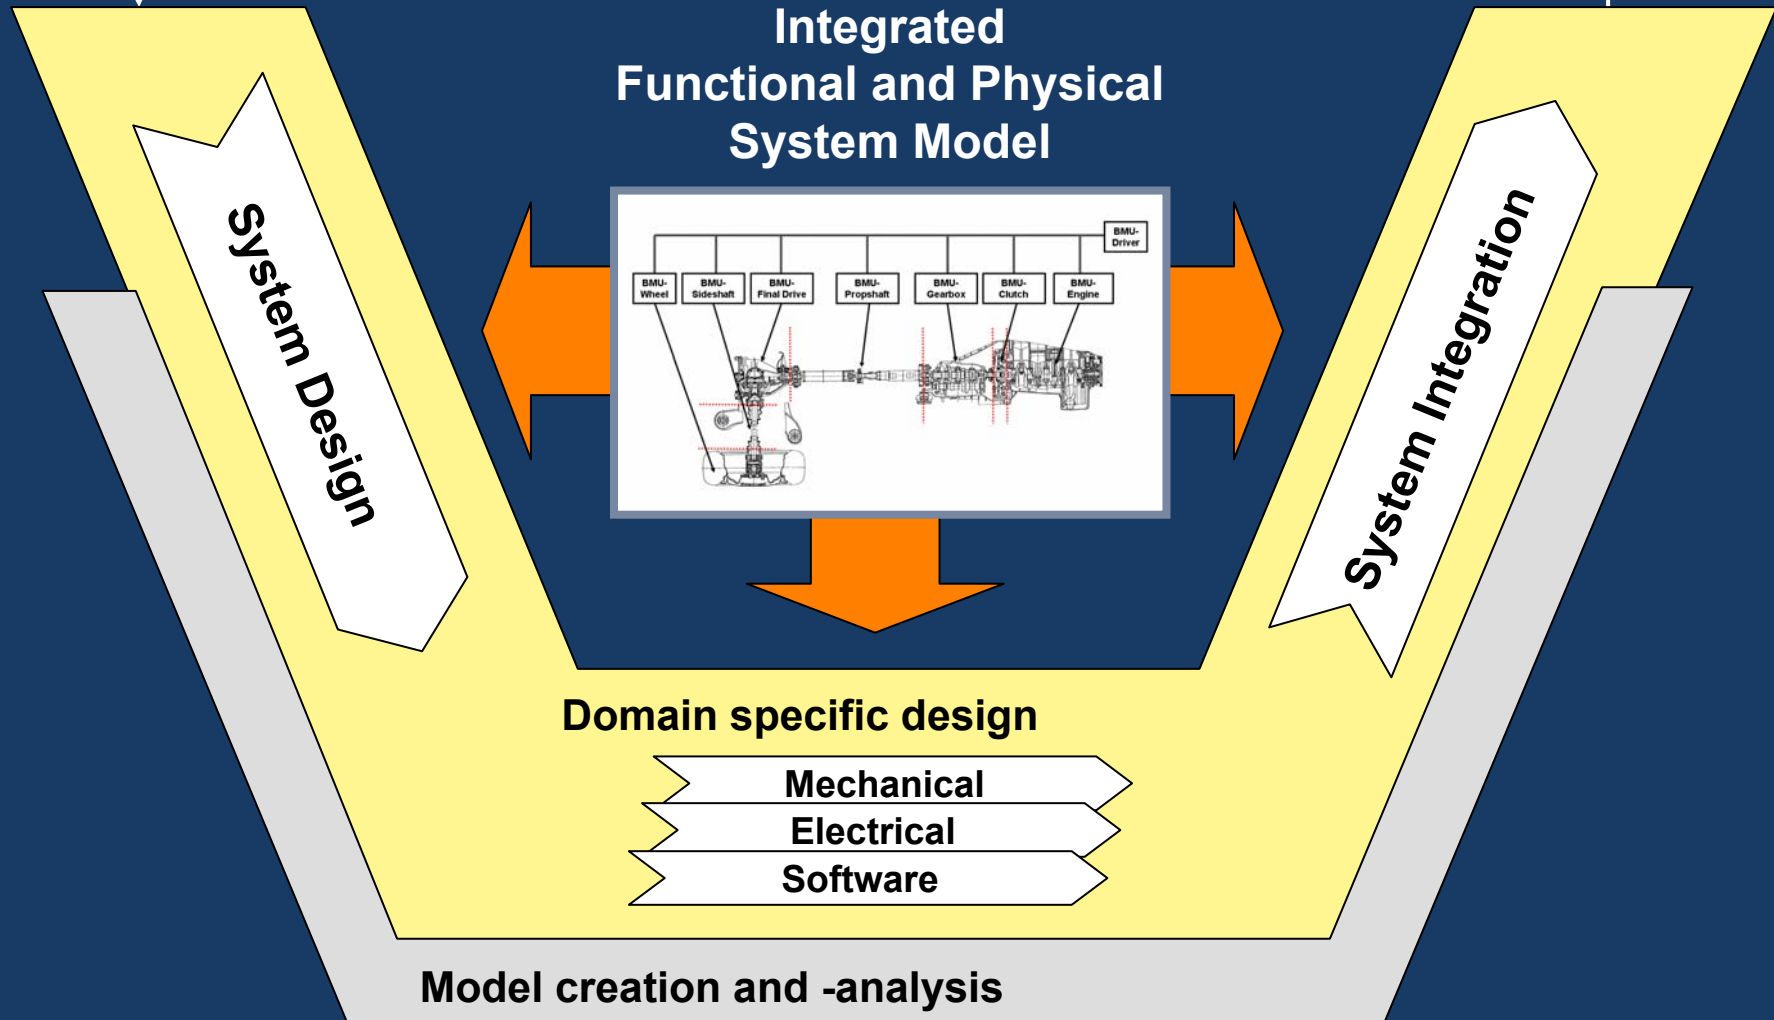 Integrated
Functional and Physical
System Model
System Design
System Integration
BMU-
Driver
BMU-
Wheel
BMU-
Sideshaft
BMU-
Final Drive
BMU-
Propshaft
BMU-
Gearbox
BMU-
Clutch
BMU-
Engine
Domain specific design
Mechanical
Electrical
Software
Model creation and -analysis